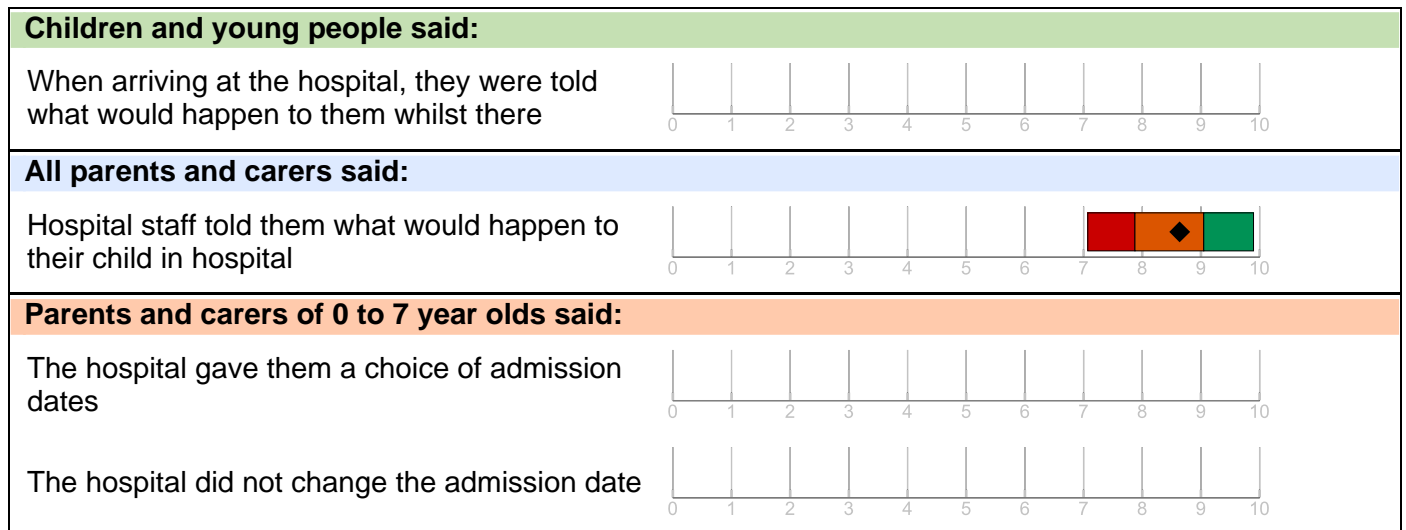 Children and young people said:
When arriving at the hospital, they were told
what would happen to them whilst there
0 1 2 3 4 5 6 7 8 9 10
All parents and carers said:
Hospital staff told them what would happen to
their child in hospital
0 1 2 3 4 5 6 7 8 9 10
Parents and carers of 0 to 7 year olds said:
The hospital gave them a choice of admission
dates
0 1 2 3 4 5 6 7 8 9 10
The hospital did not change the admission date
0 1 2 3 4 5 6 7 8 9 10